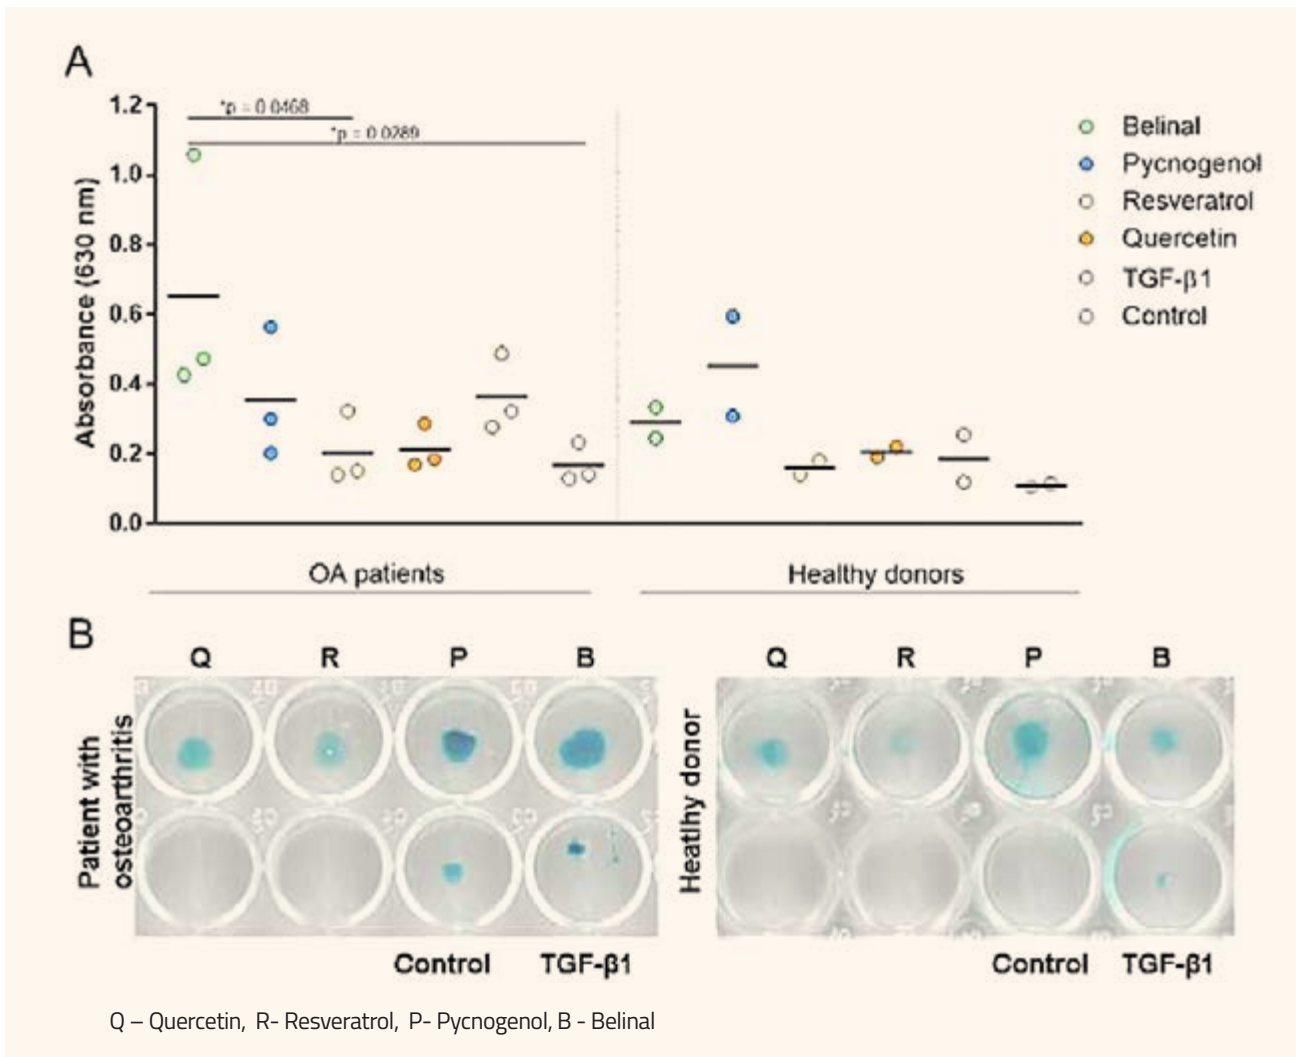 A
1.2
*p = 0.0468
*p = 0.0289
1.0
0.8
0.6
0.4
0.2
0.0
Absorbance (630 nm)
Belinal
Pycnogenol
Resveratrol
Quercetin
TGF-β1
Control
OA patients
Healthy donors
B
Q R P B
Q R P B
Patient with
osteoarthritis
Heatlhy donor
Control TGF-β1
Control TGF-β1
Q – Quercetin, R- Resveratrol, P- Pycnogenol, B - Belinal